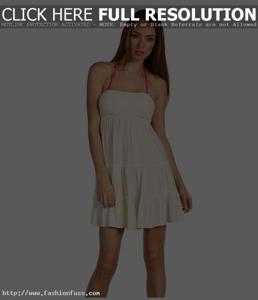 CLICK HERE FULL RESOLUTION
HOTLINK PROTECTION ACTIVATED - NOTE. Empty or Blank Referrals are not Allowed
http://www.fashionfuss.com